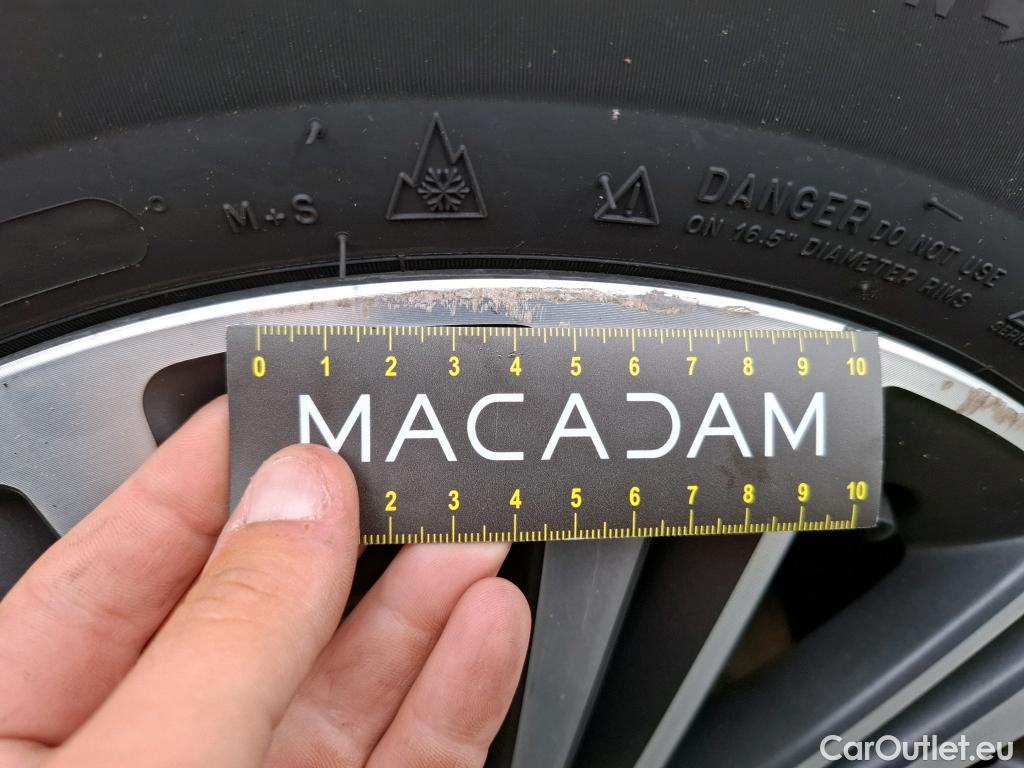 M+S
DANGER DO NOT USE
ON 16.5" DIAMETER RIMS
0 1 2 3 4 5 6 7 8 9 10
MACADAM
2 3 4 5 6 7 8 9 10
CarOutlet.eu